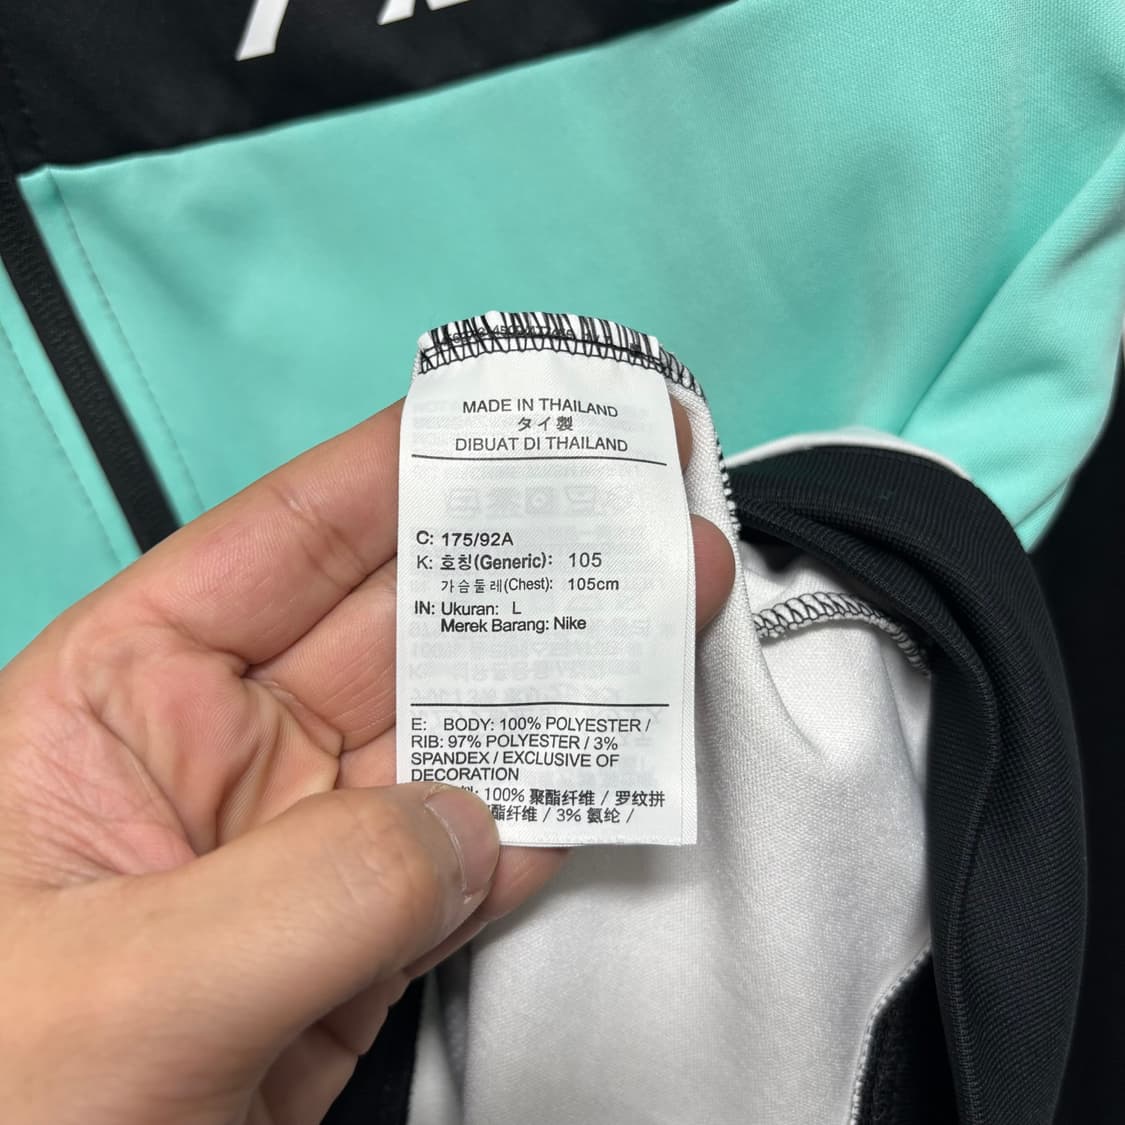 MADE IN THAILAND
タイ製
DIBUAT DI THAILAND
C: 175/92A
K: 호칭(Generic): 105
가슴둘레(Chest): 105cm
IN: Ukuran: L
Merek Barang: Nike
E: BODY: 100% POLYESTER /
RIB: 97% POLYESTER / 3%
SPANDEX / EXCLUSIVE OF
DECORATION
: 100% 聚酯纤维 / 罗纹拼
酯纤维 / 3% 氨纶 /